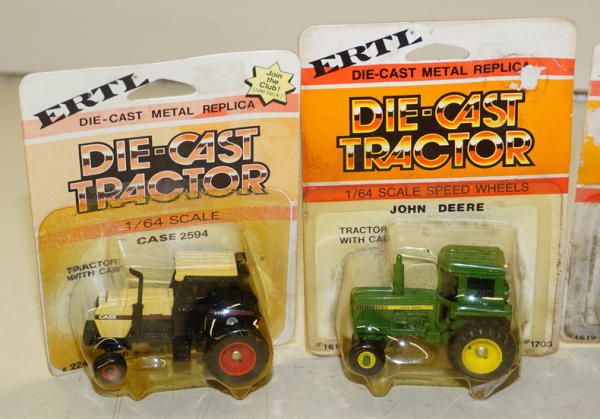 ERTL
DIE-CAST METAL REPLICA
Join
the
Club!
DIE-CAST
TRACTOR
1/64 SCALE
CASE 2594
TRACTOR
WITH CAB
CASE
ERTL
DIE-CAST METAL REPLICA
DIE-CAST
TRACTOR
1/64 SCALE SPEED WHEELS
JOHN DEERE
TRACTOR
WITH CAB
#1703